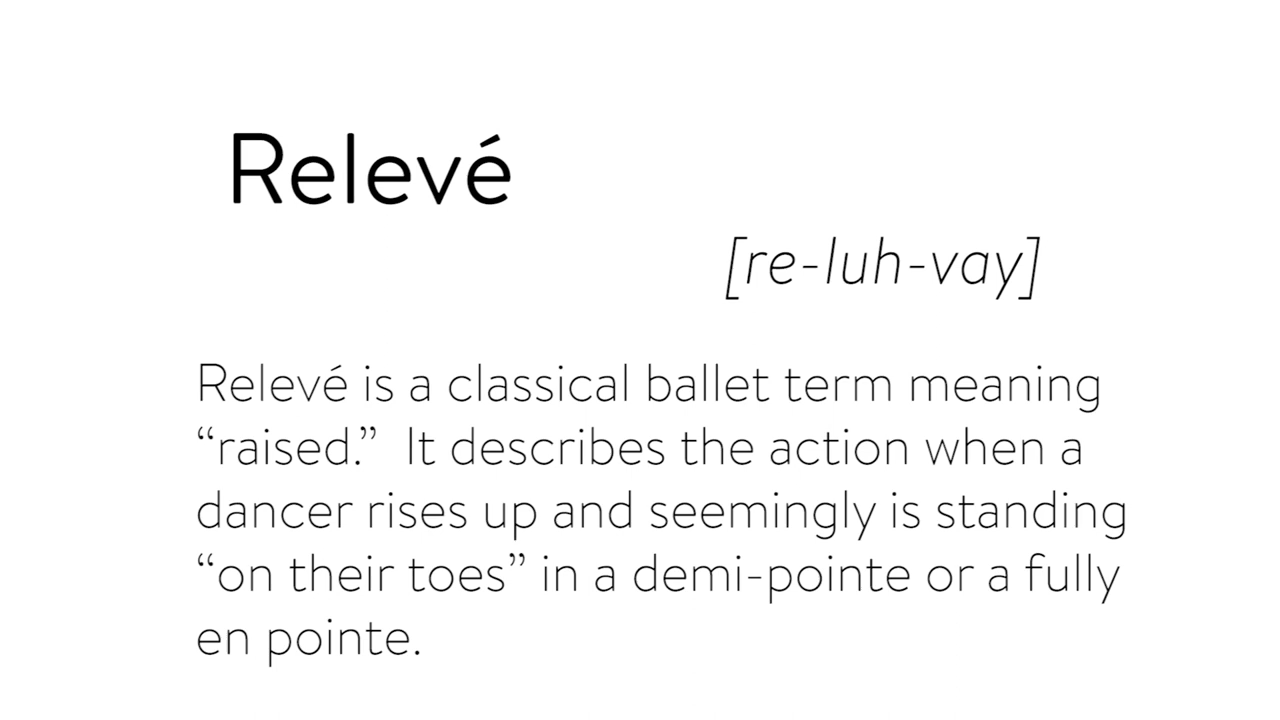 Relevé
[re-luh-vay]
Relevé is a classical ballet term meaning
“raised.”  It describes the action when a
dancer rises up and seemingly is standing
“on their toes” in a demi-pointe or a fully
en pointe.